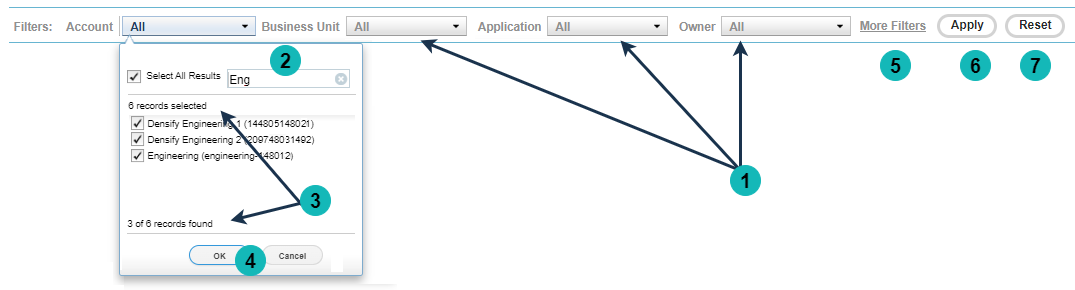 Filters: Account All Business Unit All Application All Owner All More Filters Apply Reset
2 5 6 7
Select All Results Eng
6 records selected
Densify Engineering 1 (144805148021)
Densify Engineering 2 (209748031492)
Engineering (engineering-148012)
1
3
3 of 6 records found
OK 4 Cancel